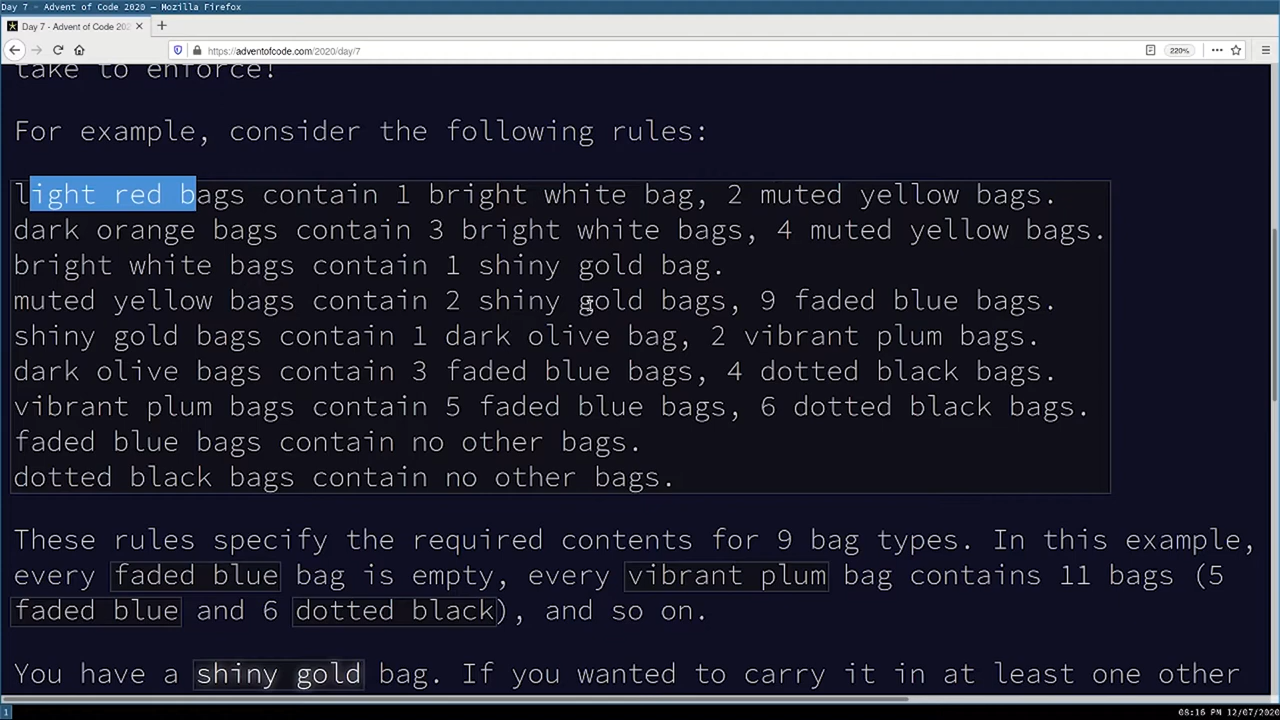 Day 7 - Advent of Code 2020 — Mozilla Firefox
Day 7 - Advent of Code 202
https://adventofcode.com/2020/day/7
220%
take to enforce!
For example, consider the following rules:
light red bags contain 1 bright white bag, 2 muted yellow bags.
dark orange bags contain 3 bright white bags, 4 muted yellow bags.
bright white bags contain 1 shiny gold bag.
muted yellow bags contain 2 shiny gold bags, 9 faded blue bags.
shiny gold bags contain 1 dark olive bag, 2 vibrant plum bags.
dark olive bags contain 3 faded blue bags, 4 dotted black bags.
vibrant plum bags contain 5 faded blue bags, 6 dotted black bags.
faded blue bags contain no other bags.
dotted black bags contain no other bags.
These rules specify the required contents for 9 bag types. In this example,
every faded blue bag is empty, every vibrant plum bag contains 11 bags (5
faded blue and 6 dotted black), and so on.
You have a shiny gold bag. If you wanted to carry it in at least one other
1
08:16 PM 12/07/2020